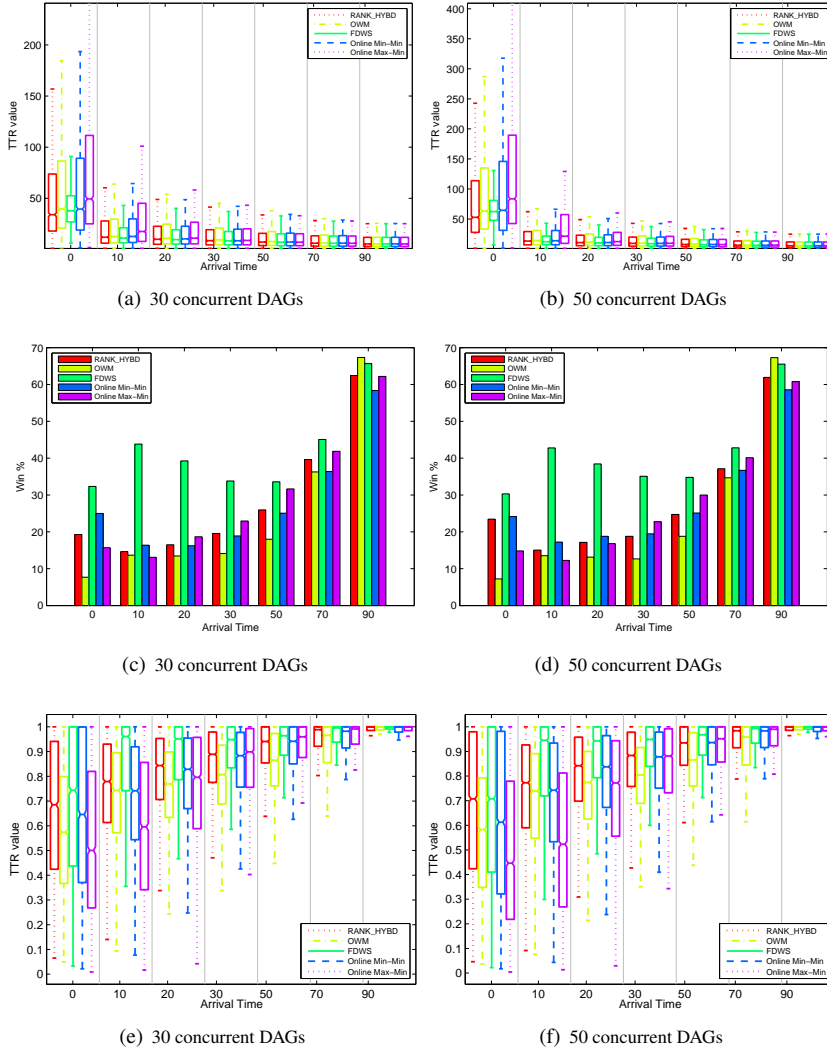 RANK_HYBD
OWM
FDWS
Online Min-Min
Online Max-Min
TTR value
200
150
100
50
0 10 20 30 50 70 90
Arrival Time
(a) 30 concurrent DAGs
RANK_HYBD
OWM
FDWS
Online Min-Min
Online Max-Min
TTR value
400
350
300
250
200
150
100
50
0 10 20 30 50 70 90
Arrival Time
(b) 50 concurrent DAGs
RANK_HYBD
OWM
FDWS
Online Min-Min
Online Max-Min
Win %
70
60
50
40
30
20
10
0
0 10 20 30 50 70 90
Arrival Time
(c) 30 concurrent DAGs
RANK_HYBD
OWM
FDWS
Online Min-Min
Online Max-Min
Win %
70
60
50
40
30
20
10
0
0 10 20 30 50 70 90
Arrival Time
(d) 50 concurrent DAGs
TTR value
1
0.9
0.8
0.7
0.6
0.5
0.4
0.3
0.2
0.1
0
RANK_HYBD
OWM
FDWS
Online Min-Min
Online Max-Min
0 10 20 30 50 70 90
Arrival Time
(e) 30 concurrent DAGs
TTR value
1
0.9
0.8
0.7
0.6
0.5
0.4
0.3
0.2
0.1
0
RANK_HYBD
OWM
FDWS
Online Min-Min
Online Max-Min
0 10 20 30 50 70 90
Arrival Time
(f) 50 concurrent DAGs